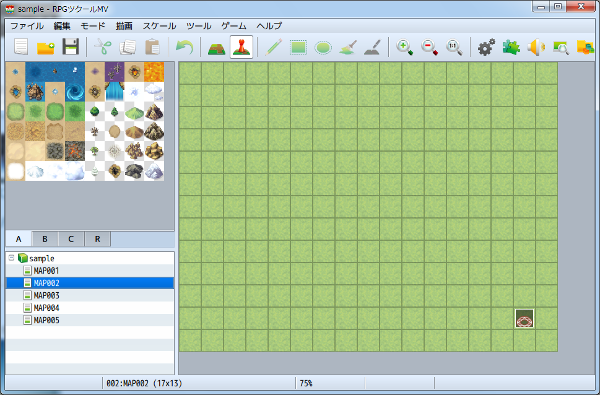 sample - RPGツクールMV
ファイル 編集 モード 描画 スケール ツール ゲーム ヘルプ
1:1
A B C R
sample
MAP001
MAP002
MAP003
MAP004
MAP005
002:MAP002 (17x13) 75%